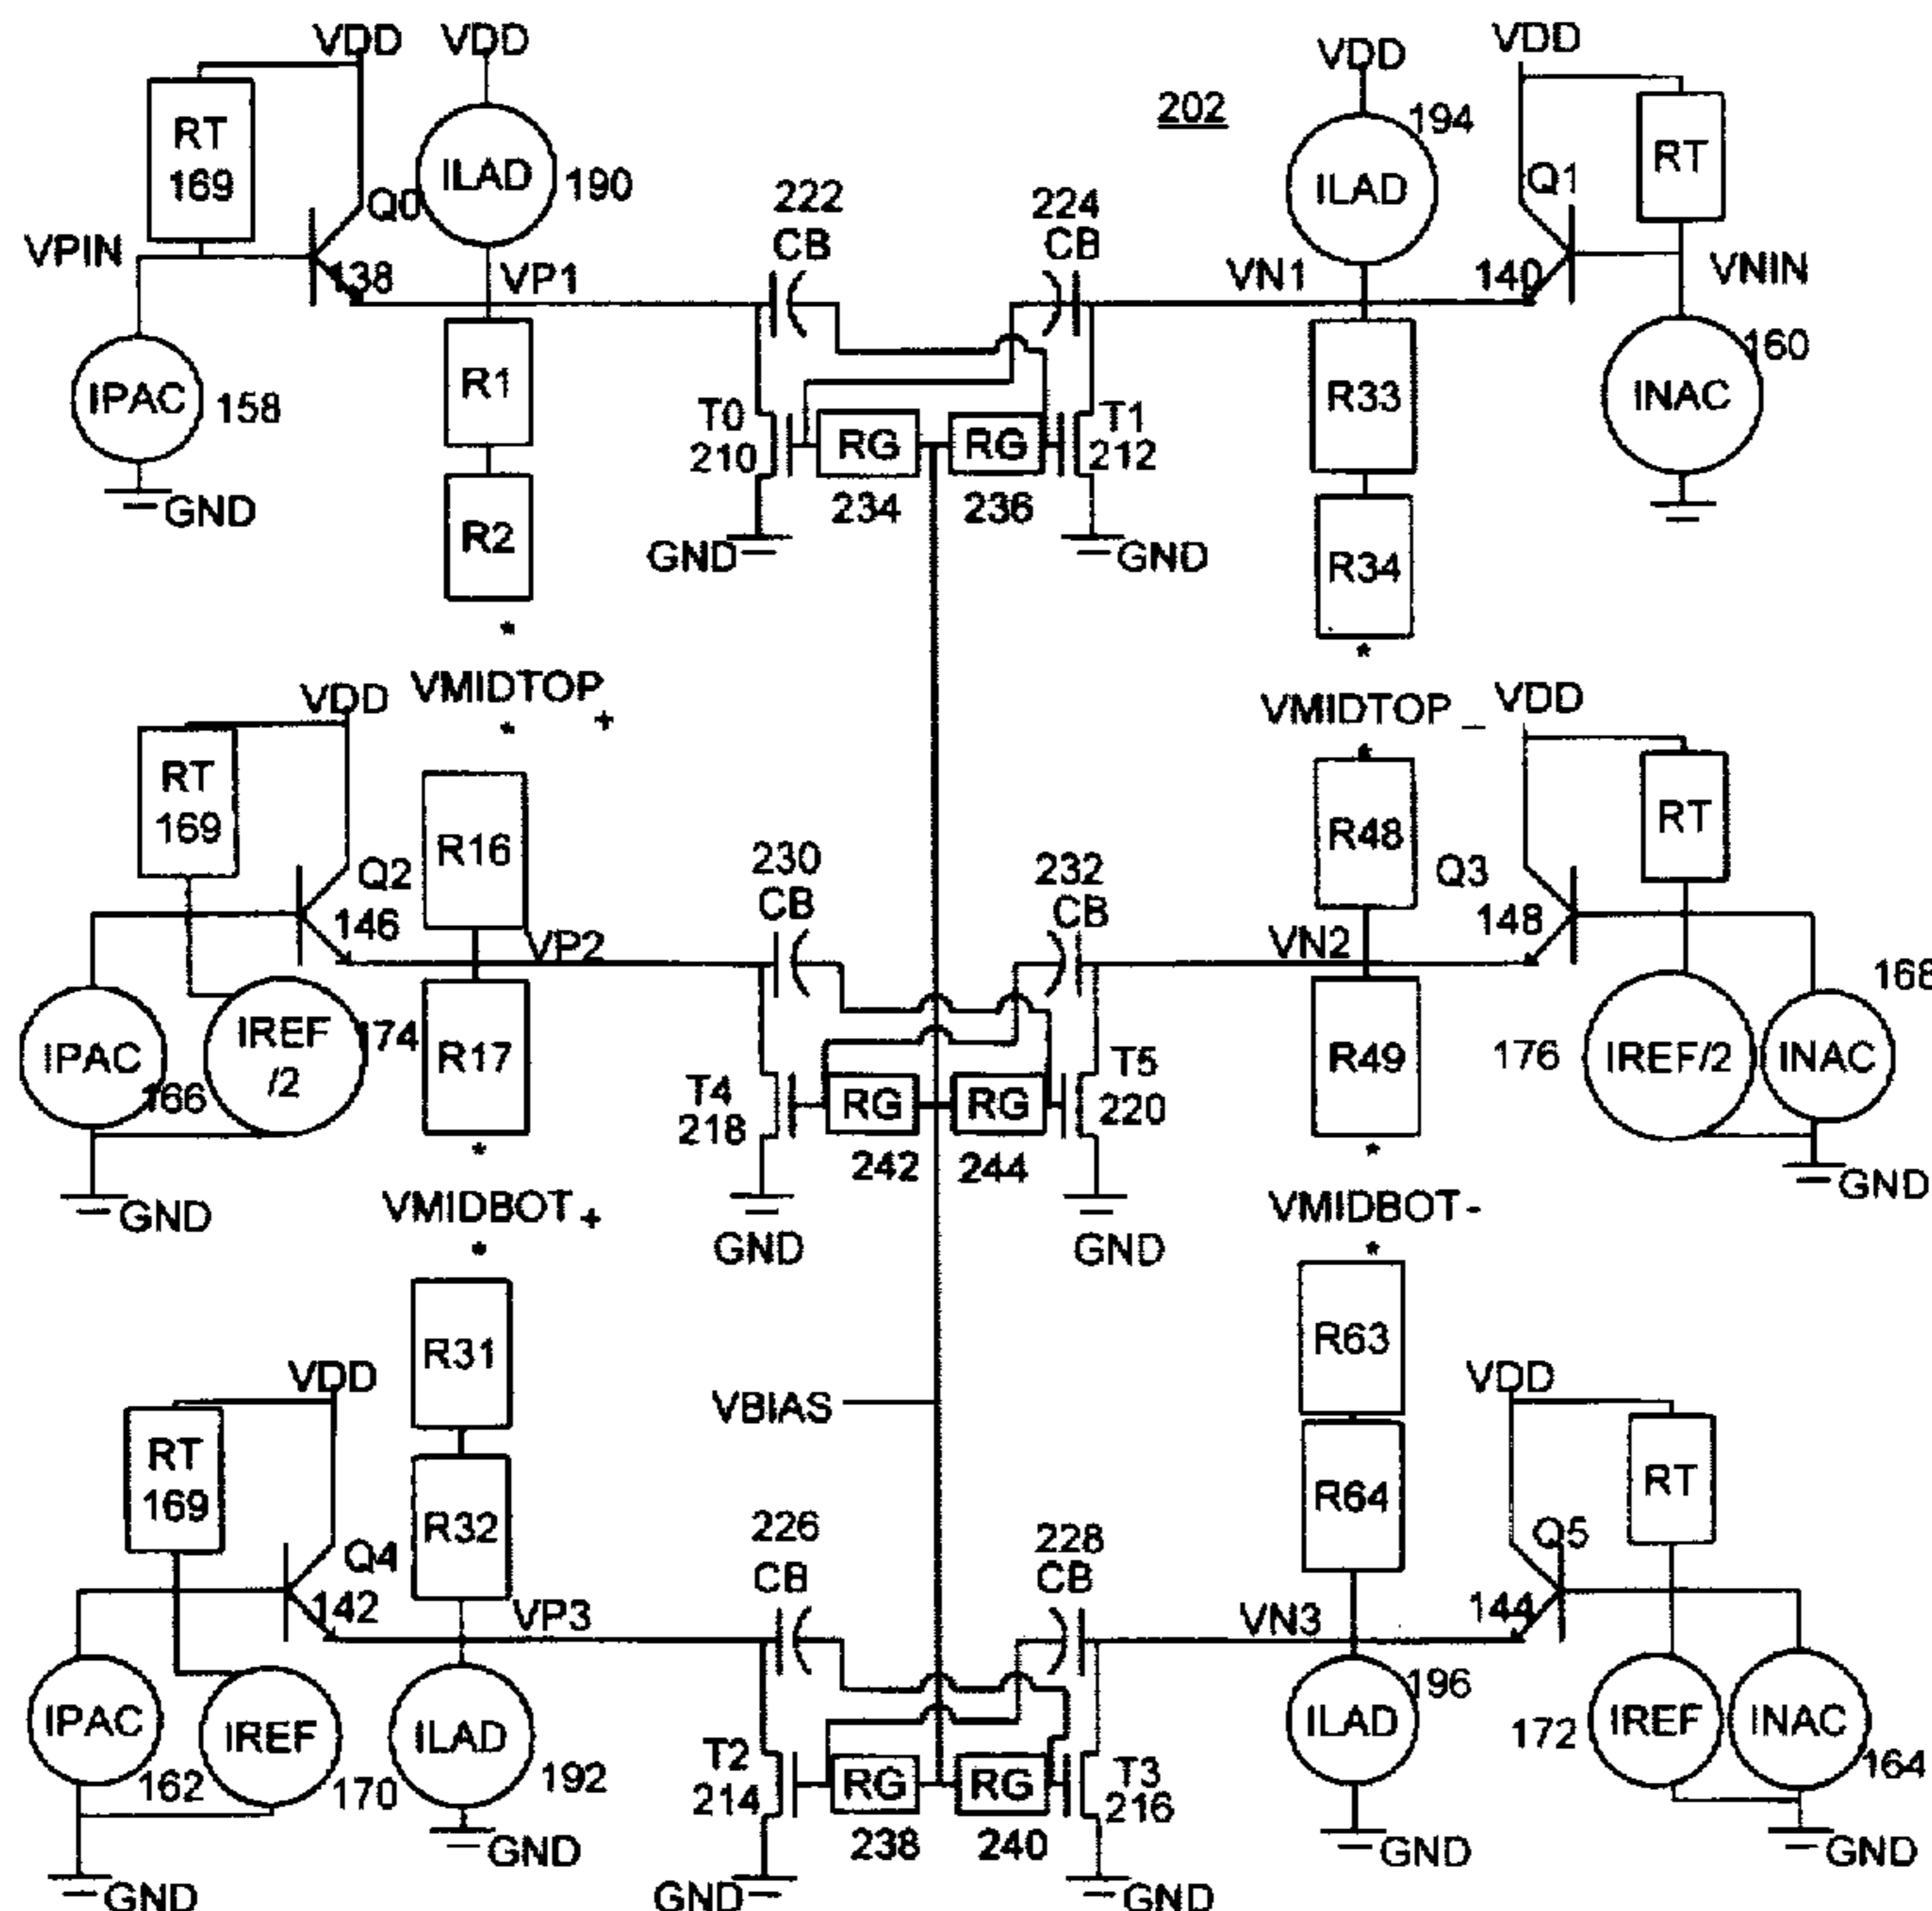 VDD VDD 202 VDD VDD
RT 169
ILAD 190
Q0
138
VPIN
IPAC 158
GND
VP1
R1
R2
*
222 CB
224 CB
T0 210
RG 234
RG 236
T1 212
GND
GND
194 ILAD
VN1
R33
R34
*
Q1
140
RT
VNIN
160 INAC
VMIDTOP +
*
VMIDTOP -
*
VDD
RT 169
Q2
146
IPAC 166
IREF /2 174
GND
R16
VP2
R17
*
230 CB
232 CB
T4 218
RG 242
RG 244
T5 220
GND
GND
R48
VN2
R49
*
VDD
Q3
148
RT
176 IREF/2
168 INAC
GND
VMIDBOT +
*
VMIDBOT -
*
VDD
RT 169
Q4
142
IPAC 162
IREF 170
GND
R31
R32
VP3
ILAD 192
GND
VBIAS
226 CB
228 CB
T2 214
RG 238
RG 240
T3 216
GND
GND
R63
R64
VN3
ILAD 196
GND
VDD
Q5
144
RT
172 IREF
INAC 164
GND